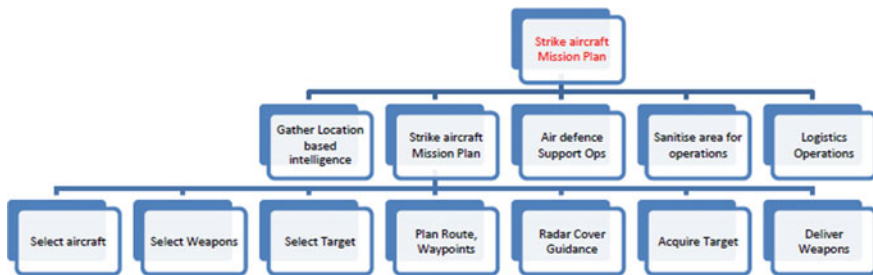 Strike aircraft
Mission Plan
Gather Location
based
intelligence
Strike aircraft
Mission Plan
Air defence
Support Ops
Sanitise area for
operations
Logistics
Operations
Select aircraft
Select Weapons
Select Target
Plan Route,
Waypoints
Radar Cover
Guidance
Acquire Target
Deliver
Weapons